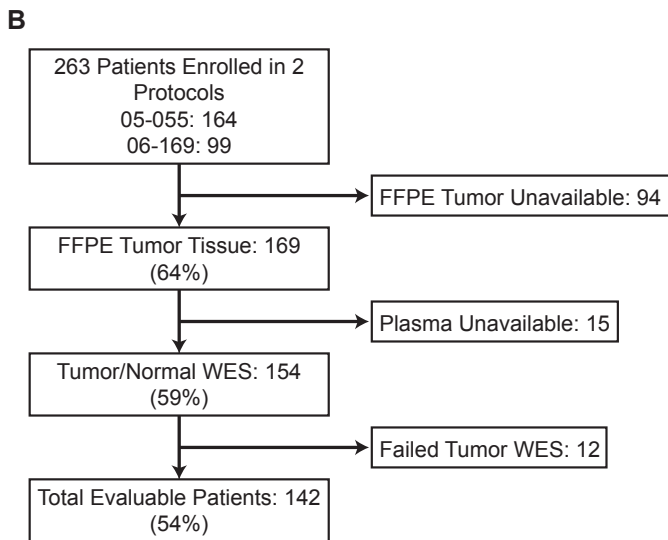 B
263 Patients Enrolled in 2
Protocols
05-055: 164
06-169: 99
FFPE Tumor Unavailable: 94
FFPE Tumor Tissue: 169
(64%)
Plasma Unavailable: 15
Tumor/Normal WES: 154
(59%)
Failed Tumor WES: 12
Total Evaluable Patients: 142
(54%)